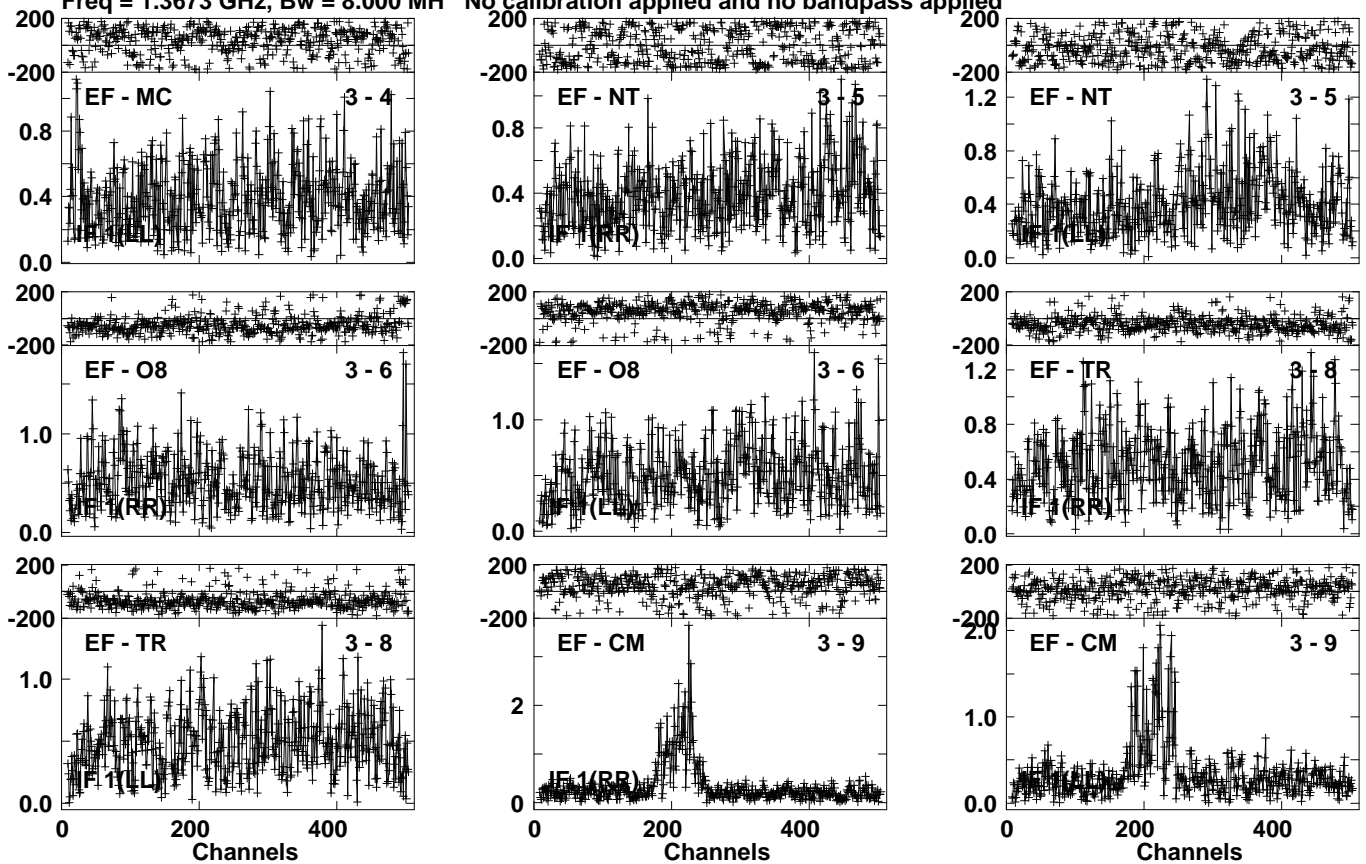 Freq = 1.3673 GHz, Bw = 8.000 MH No calibration applied and no bandpass applied
200 200 200
-200 -200 -200
EF - MC 3 - 4 EF - NT 3 - 5 EF - NT 3 - 5
1.2
0.8 0.8
0.8
0.4 0.4 0.4
IF 1(LL) IF 1(RR) IF 1(LL)
0.0 0.0 0.0
200 200 200
-200 -200 -200
EF - O8 3 - 6 EF - O8 3 - 6 EF - TR 3 - 8
1.2
1.0 1.0
0.8
0.4
IF 1(RR) IF 1(LL) IF 1(RR)
0.0 0.0 0.0
200 200 200
-200 -200 -200
2.0
EF - TR 3 - 8 EF - CM 3 - 9 EF - CM 3 - 9
1.0 2 1.0
IF 1(LL) IF 1(RR) IF 1(LL)
0.0 0 0.0
0 200 400 0 200 400 0 200 400
Channels Channels Channels